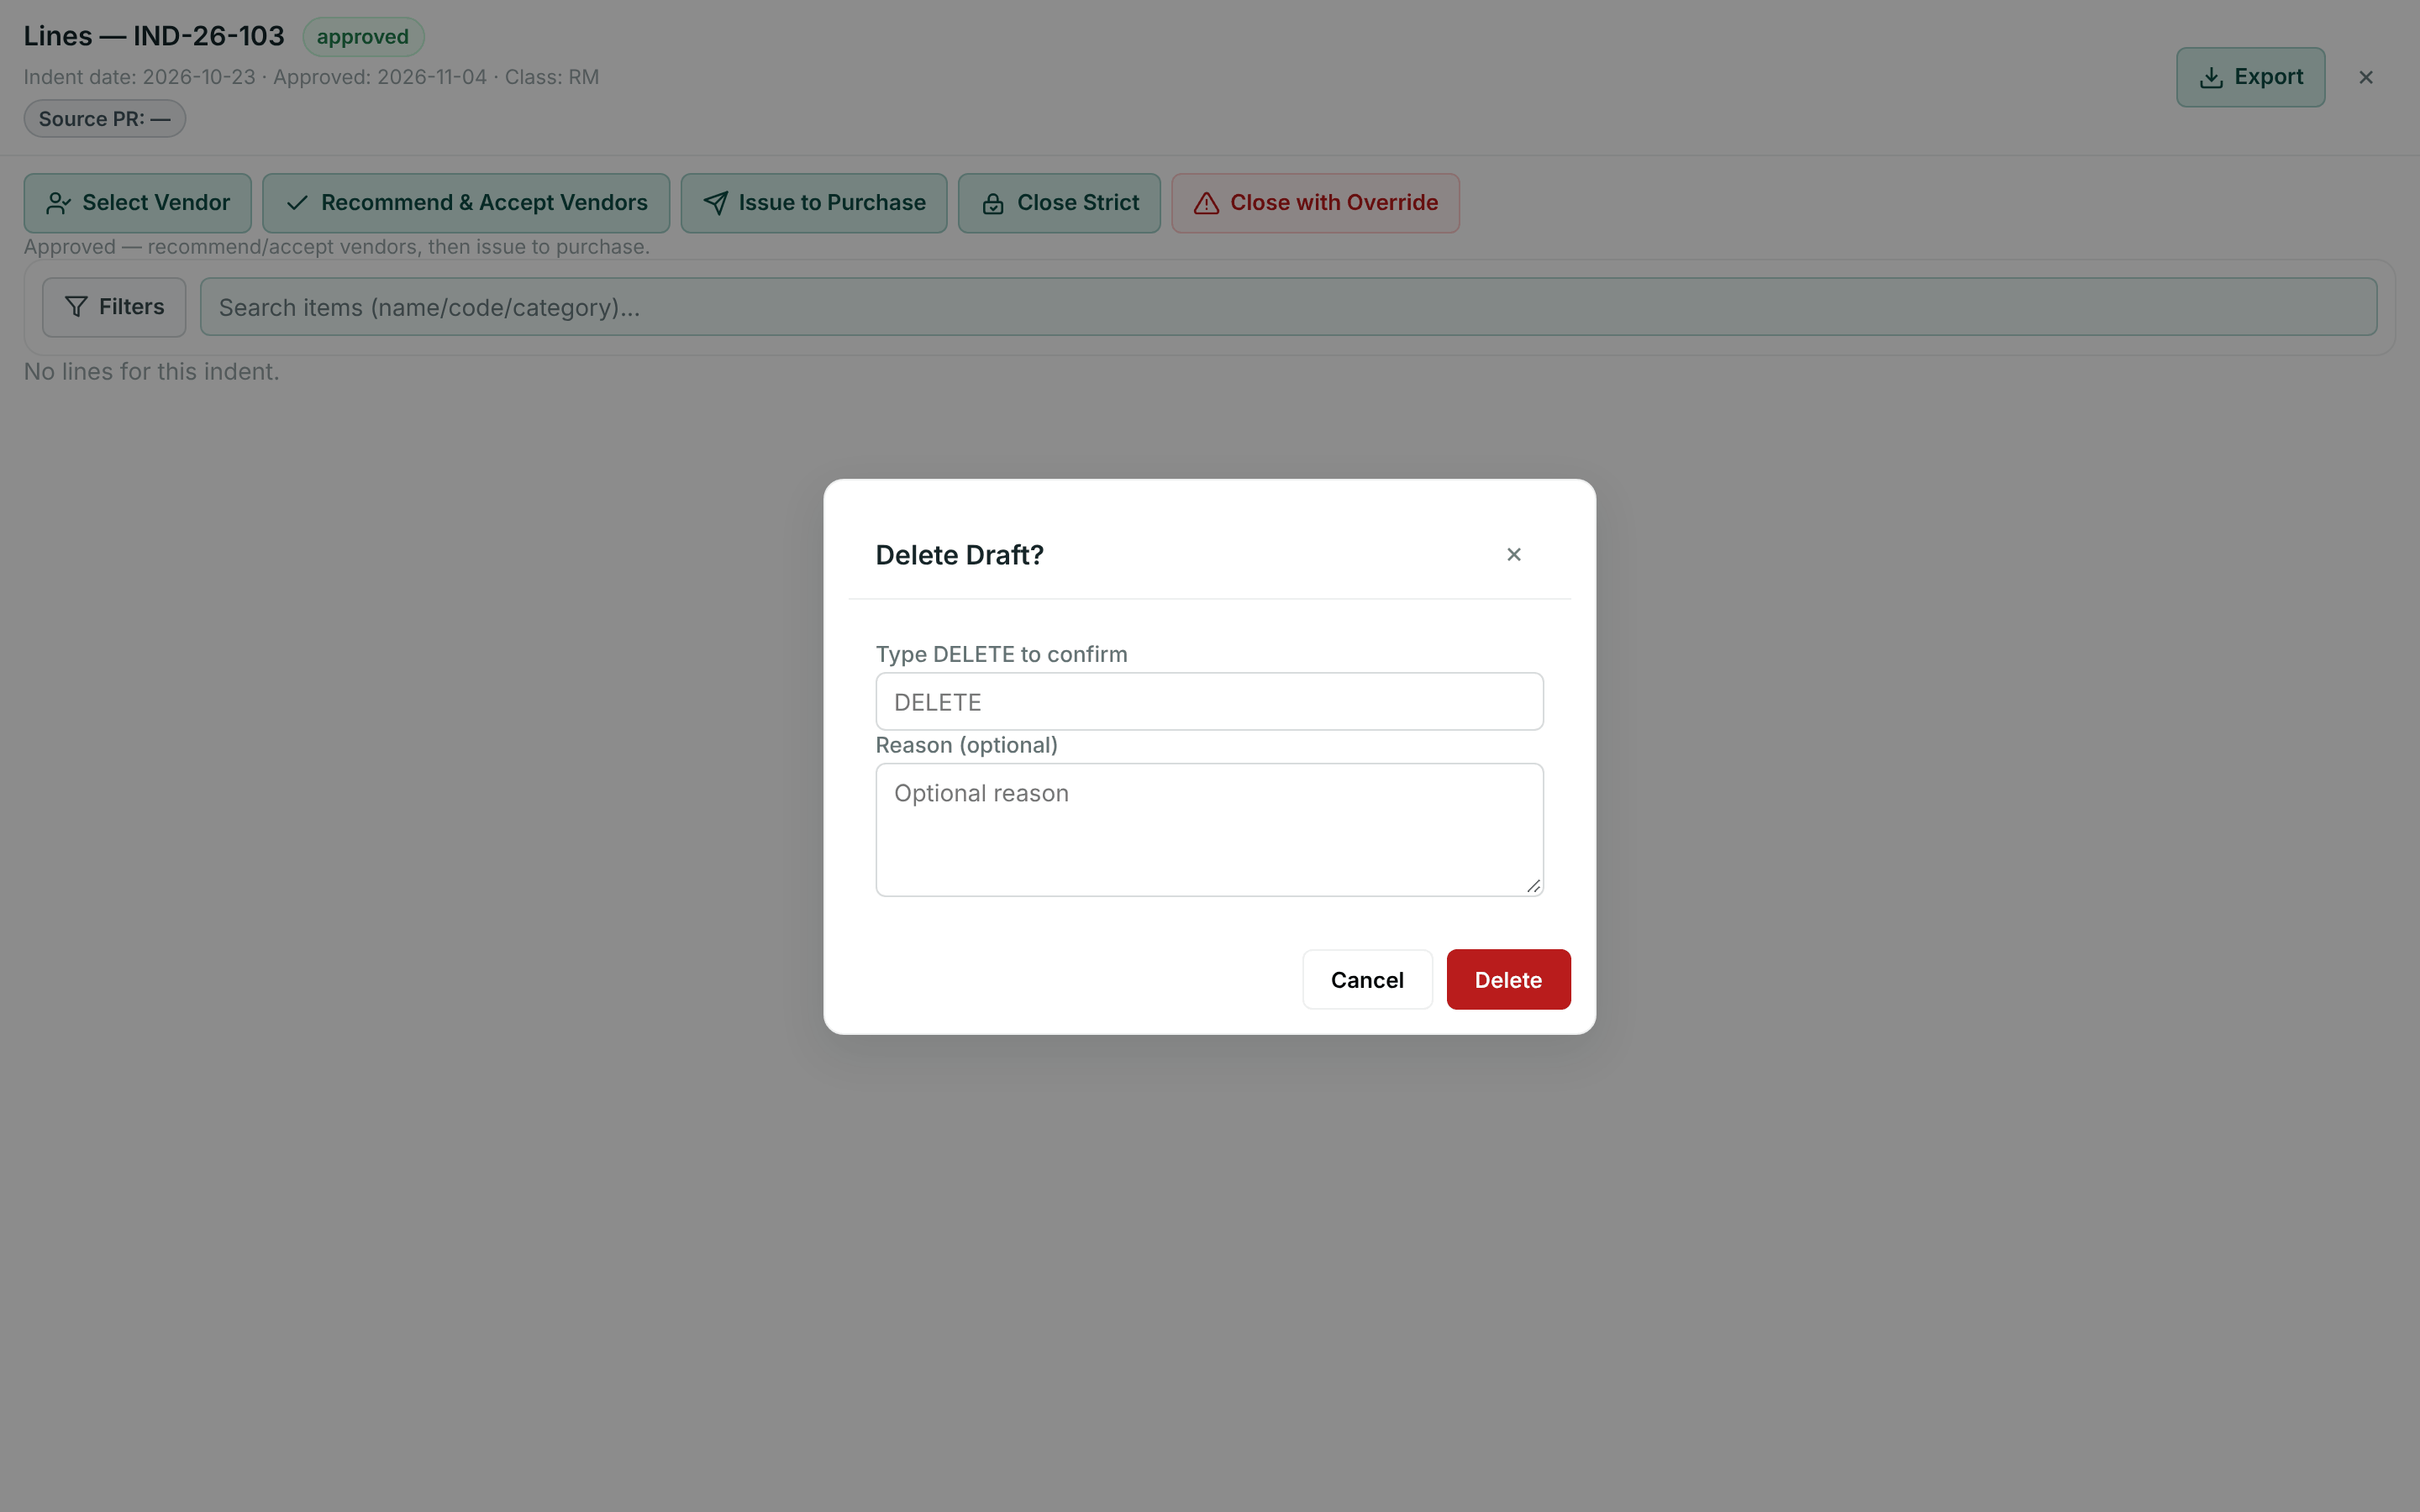 Lines — IND-26-103 approved
Indent date: 2026-10-23 · Approved: 2026-11-04 · Class: RM
Source PR: —
Export ×
Select Vendor Recommend & Accept Vendors Issue to Purchase Close Strict Close with Override
Approved — recommend/accept vendors, then issue to purchase.
Filters Search items (name/code/category)...
No lines for this indent.
Delete Draft? ×
Type DELETE to confirm
DELETE
Reason (optional)
Optional reason
Cancel Delete